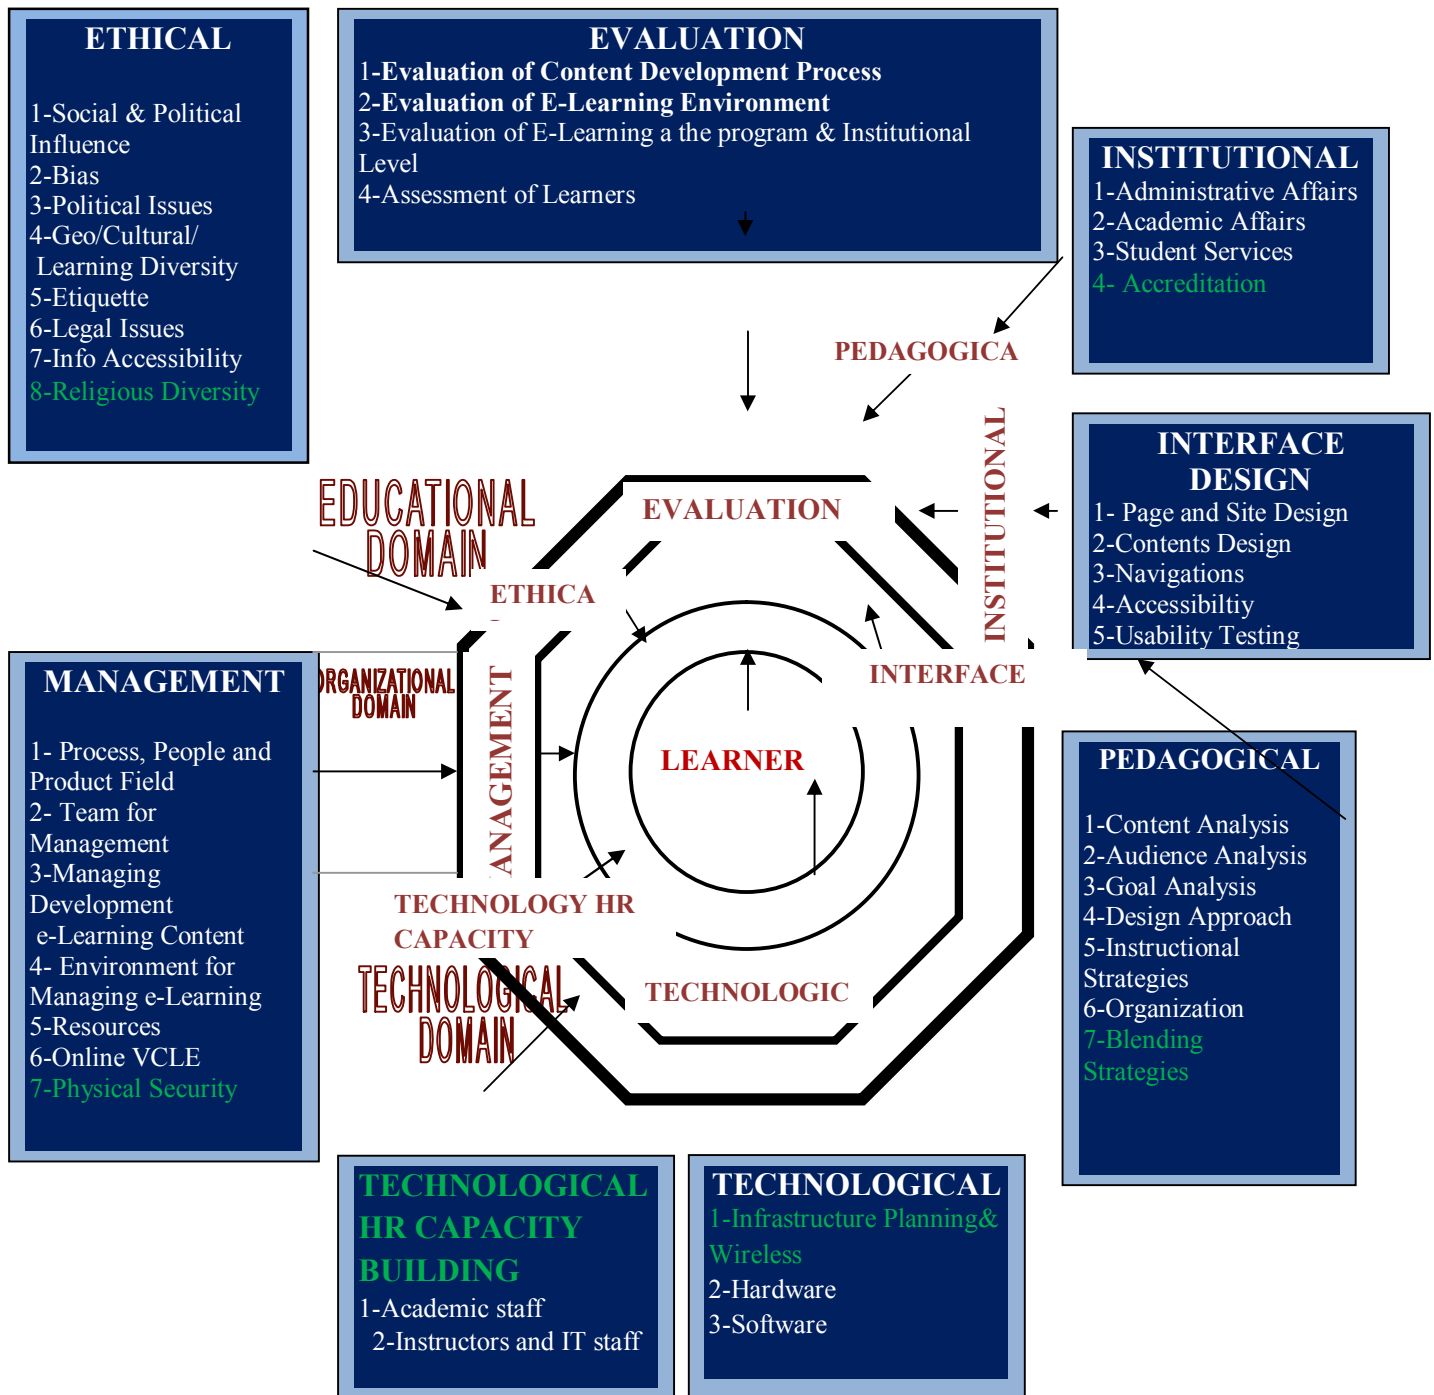 ETHICAL
1-Social & Political
Influence
2-Bias
3-Political Issues
4-Geo/Cultural/
Learning Diversity
5-Etiquette
6-Legal Issues
7-Info Accessibility
8-Religious Diversity
EVALUATION
1-Evaluation of Content Development Process
2-Evaluation of E-Learning Environment
3-Evaluation of E-Learning a the program & Institutional
Level
4-Assessment of Learners
INSTITUTIONAL
1-Administrative Affairs
2-Academic Affairs
3-Student Services
4- Accreditation
PEDAGOGICA
INSTITUTIONAL
INTERFACE
DESIGN
1- Page and Site Design
2-Contents Design
3-Navigations
4-Accessibiltiy
5-Usability Testing
EDUCATIONAL
DOMAIN
EVALUATION
ETHICA
INTERFACE
MANAGEMENT
1- Process, People and
Product Field
2- Team for
Management
3-Managing
Development
e-Learning Content
4- Environment for
Managing e-Learning
5-Resources
6-Online VCLE
7-Physical Security
ORGANIZATIONAL
DOMAIN
ANAGEMENT
LEARNER
TECHNOLOGY HR
CAPACITY
TECHNOLOGICAL
DOMAIN
TECHNOLOGIC
PEDAGOGICAL
1-Content Analysis
2-Audience Analysis
3-Goal Analysis
4-Design Approach
5-Instructional
Strategies
6-Organization
7-Blending
Strategies
TECHNOLOGICAL
HR CAPACITY
BUILDING
1-Academic staff
2-Instructors and IT staff
TECHNOLOGICAL
1-Infrastructure Planning&
Wireless
2-Hardware
3-Software